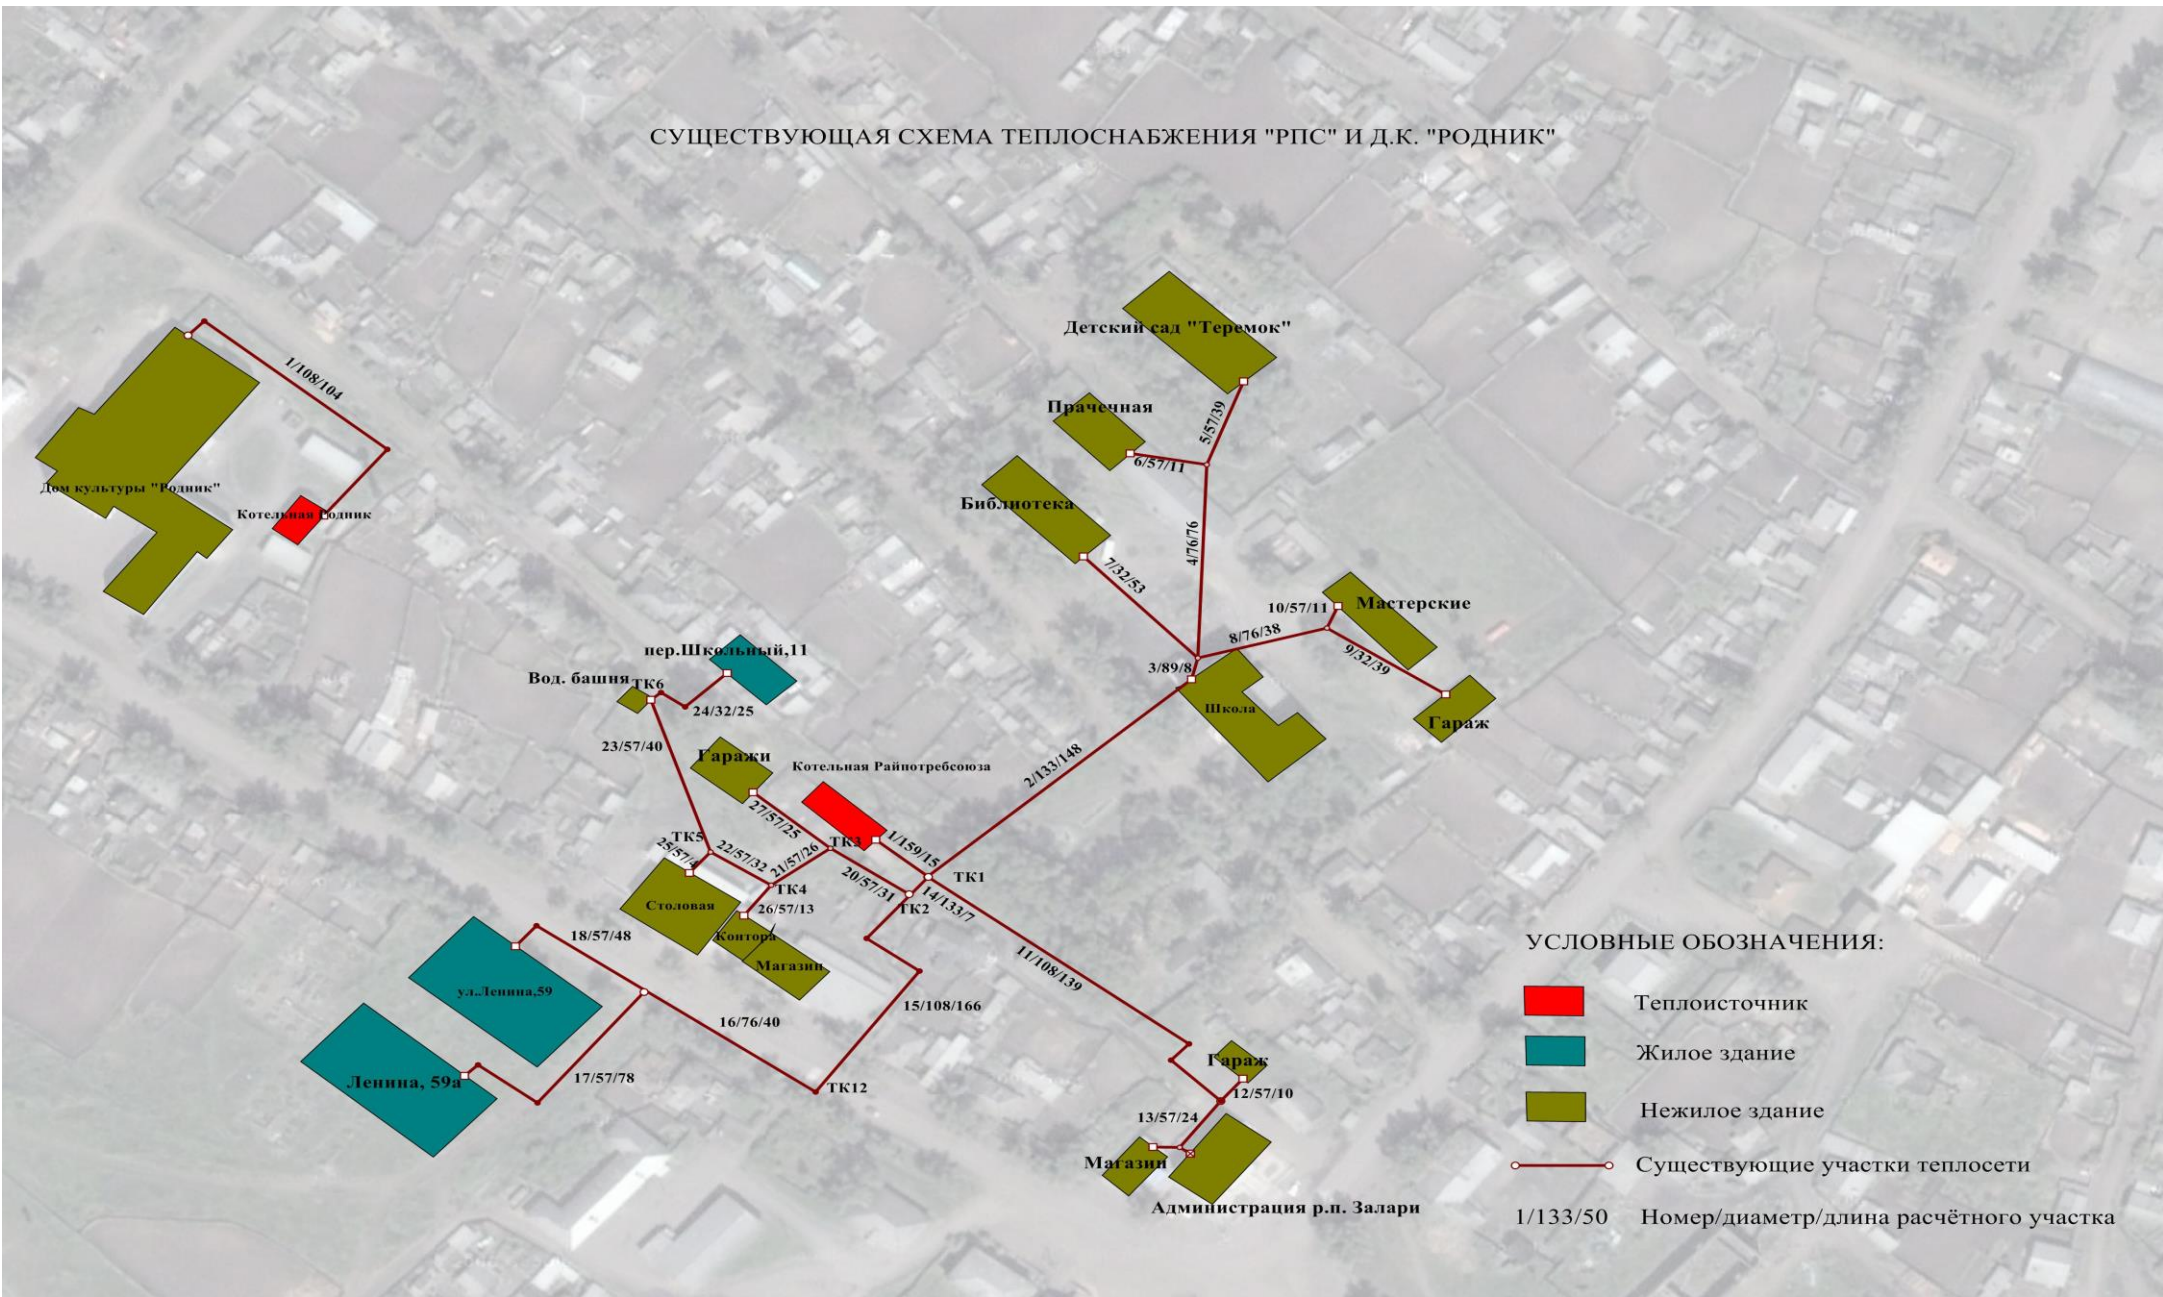 СУЩЕСТВУЮЩАЯ СХЕМА ТЕПЛОСНАБЖЕНИЯ "РПС" И Д.К. "РОДНИК"
Детский сад "Теремок"
1/108/104
Прачечная
5/57/39
6/57/11
Дом культуры "Родник"
Котельная Родник
Библиотека
4/76/76
7/32/53
10/57/11
Мастерские
8/76/38
9/32/39
3/89/8
Школа
Гараж
пер.Школьный,11
Вод. башня
ТК6
24/32/25
23/57/40
Гаражи
Котельная Райпотребсоюза
2/133/148
27/57/25
ТК5
ТК3
1/159/15
25/57/4
22/57/32
21/57/26
20/57/31
ТК1
ТК4
14/133/7
ТК2
Столовая
26/57/13
Контора
Магазин
18/57/48
11/108/139
ул.Ленина,59
15/108/166
16/76/40
Ленина, 59а
17/57/78
ТК12
Гараж
12/57/10
13/57/24
Магазин
Администрация р.п. Залари
УСЛОВНЫЕ ОБОЗНАЧЕНИЯ:
Теплоисточник
Жилое здание
Нежилое здание
Существующие участки теплосети
1/133/50 Номер/диаметр/длина расчётного участка